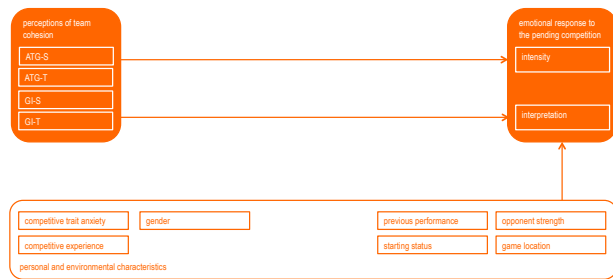 perceptions of team
cohesion
ATG-S
ATG-T
GI-S
GI-T
emotional response to
the pending competition
intensity
interpretation
competitive trait anxiety
gender
previous performance
opponent strength
competitive experience
starting status
game location
personal and environmental characteristics